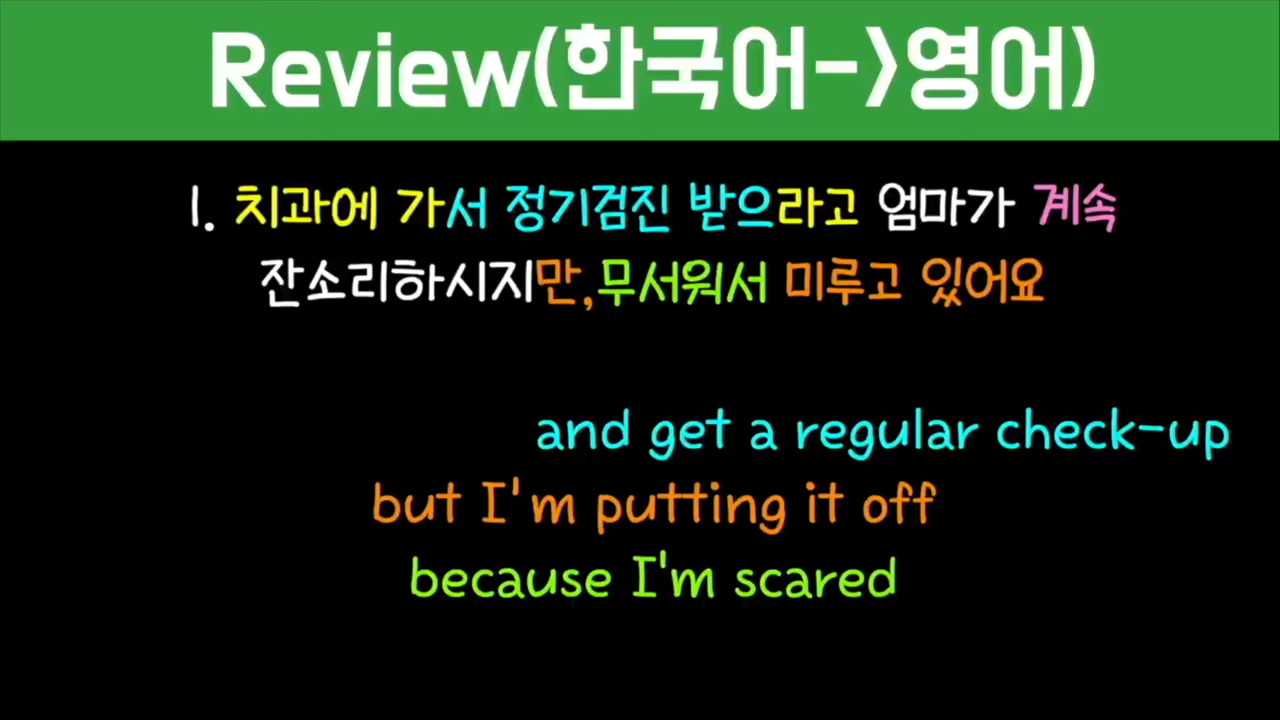 Review(한국어->영어)
1. 치과에 가서 정기검진 받으라고 엄마가 계속
잔소리하시지만,무서워서 미루고 있어요
and get a regular check-up
but I'm putting it off
because I'm scared